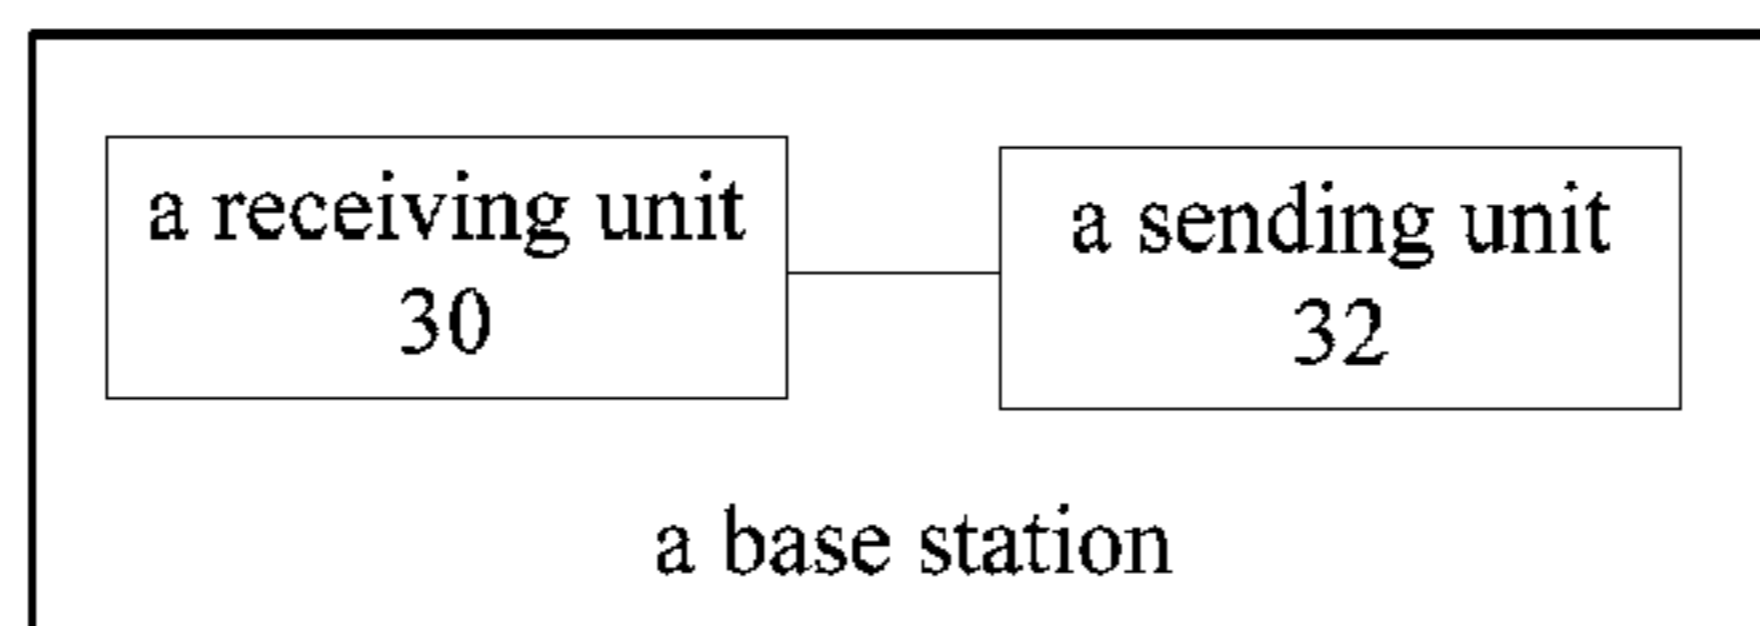 a receiving unit
30
a sending unit
32
a base station